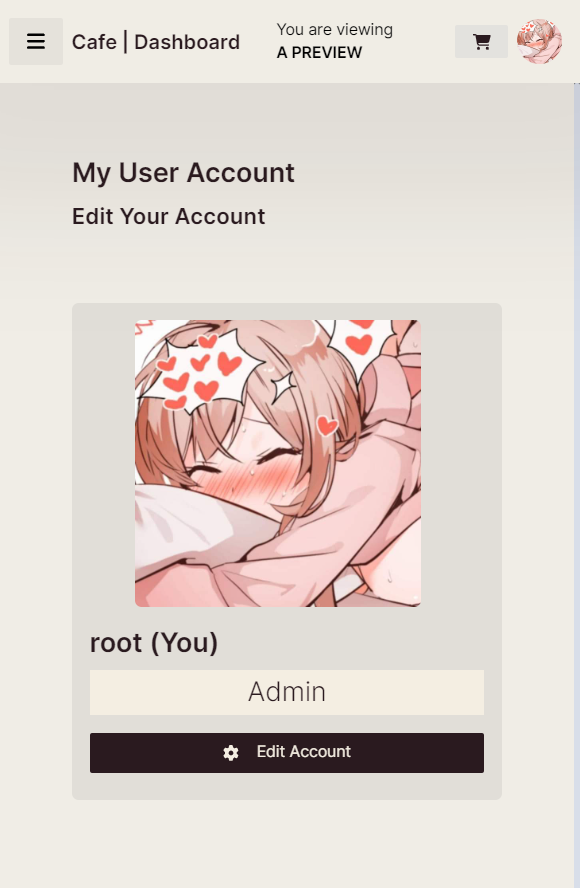 Cafe | Dashboard
You are viewing
A PREVIEW
My User Account
Edit Your Account
root (You)
Admin
Edit Account